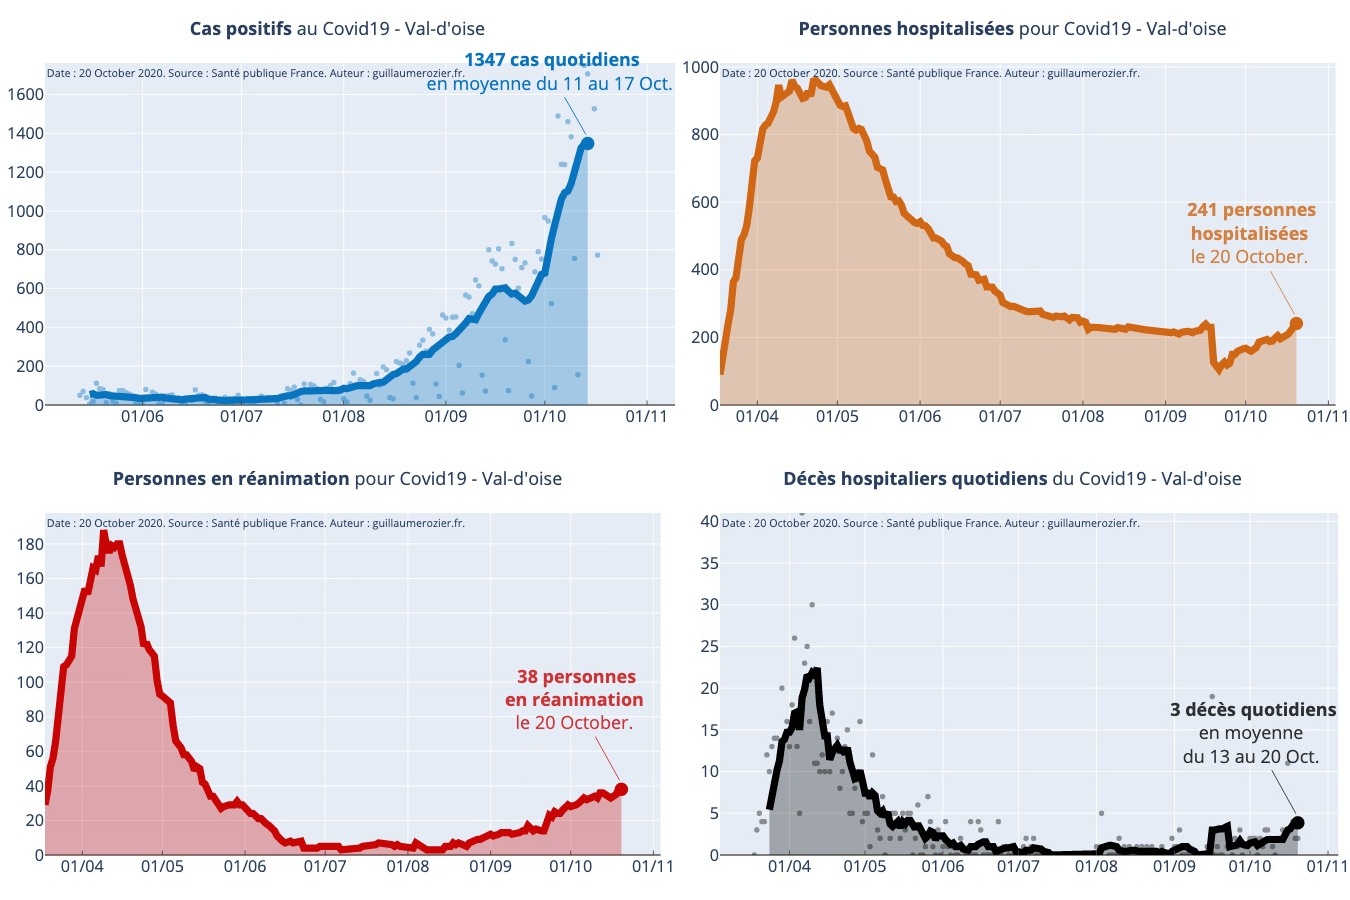 Cas positifs au Covid19 - Val-d'oise
1347 cas quotidiens
Date : 20 October 2020. Source : Santé publique France. Auteur : guillaumerozier.fr.
en moyenne du 11 au 17 Oct.
1600
1400
1200
1000
800
600
400
200
0
01/06 01/07 01/08 01/09 01/10 01/11
Personnes hospitalisées pour Covid19 - Val-d'oise
Date : 20 October 2020. Source : Santé publique France. Auteur : guillaumerozier.fr.
1000
800
600
400
200
0
241 personnes
hospitalisées
le 20 October.
01/04 01/05 01/06 01/07 01/08 01/09 01/10 01/11
Personnes en réanimation pour Covid19 - Val-d'oise
Date : 20 October 2020. Source : Santé publique France. Auteur : guillaumerozier.fr.
180
160
140
120
100
80
60
40
20
0
38 personnes
en réanimation
le 20 October.
01/04 01/05 01/06 01/07 01/08 01/09 01/10 01/11
Décès hospitaliers quotidiens du Covid19 - Val-d'oise
Date : 20 October 2020. Source : Santé publique France. Auteur : guillaumerozier.fr.
40
35
30
25
20
15
10
5
0
3 décès quotidiens
en moyenne
du 13 au 20 Oct.
01/04 01/05 01/06 01/07 01/08 01/09 01/10 01/11